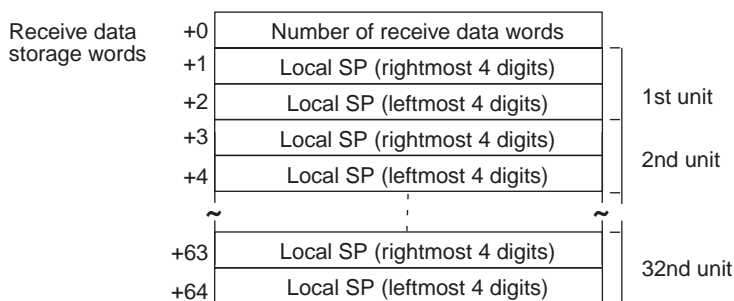 Receive data
storage words
+0 Number of receive data words
+1 Local SP (rightmost 4 digits)
+2 Local SP (leftmost 4 digits)
1st unit
+3 Local SP (rightmost 4 digits)
+4 Local SP (leftmost 4 digits)
2nd unit
+63 Local SP (rightmost 4 digits)
+64 Local SP (leftmost 4 digits)
32nd unit